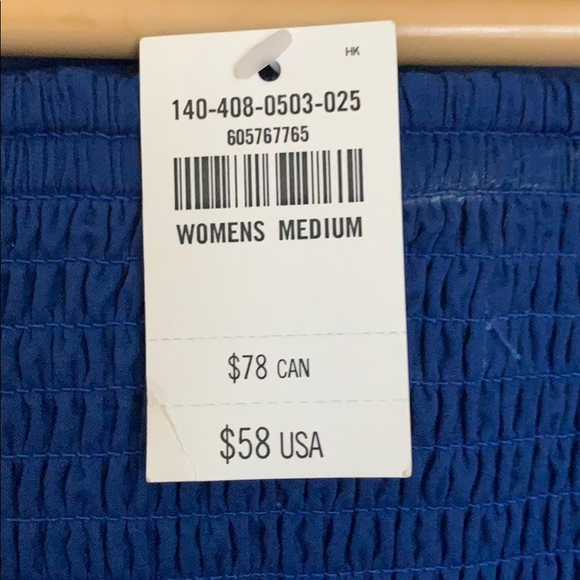 HK
140-408-0503-025
605767765
WOMENS MEDIUM
$78 CAN
$58 USA